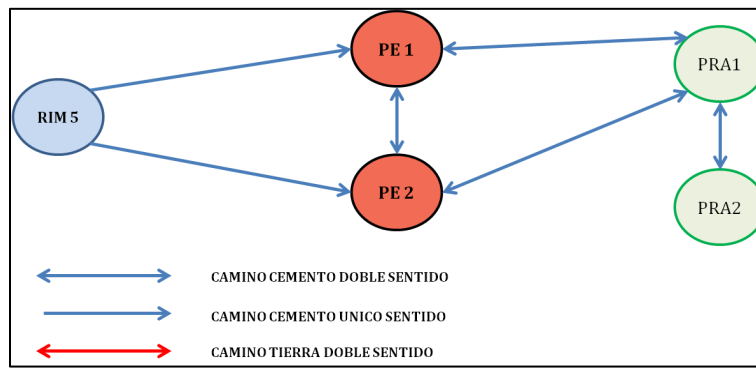 PE 1
PRA1
RIM 5
PE 2
PRA2
CAMINO CEMENTO DOBLE SENTIDO
CAMINO CEMENTO UNICO SENTIDO
CAMINO TIERRA DOBLE SENTIDO